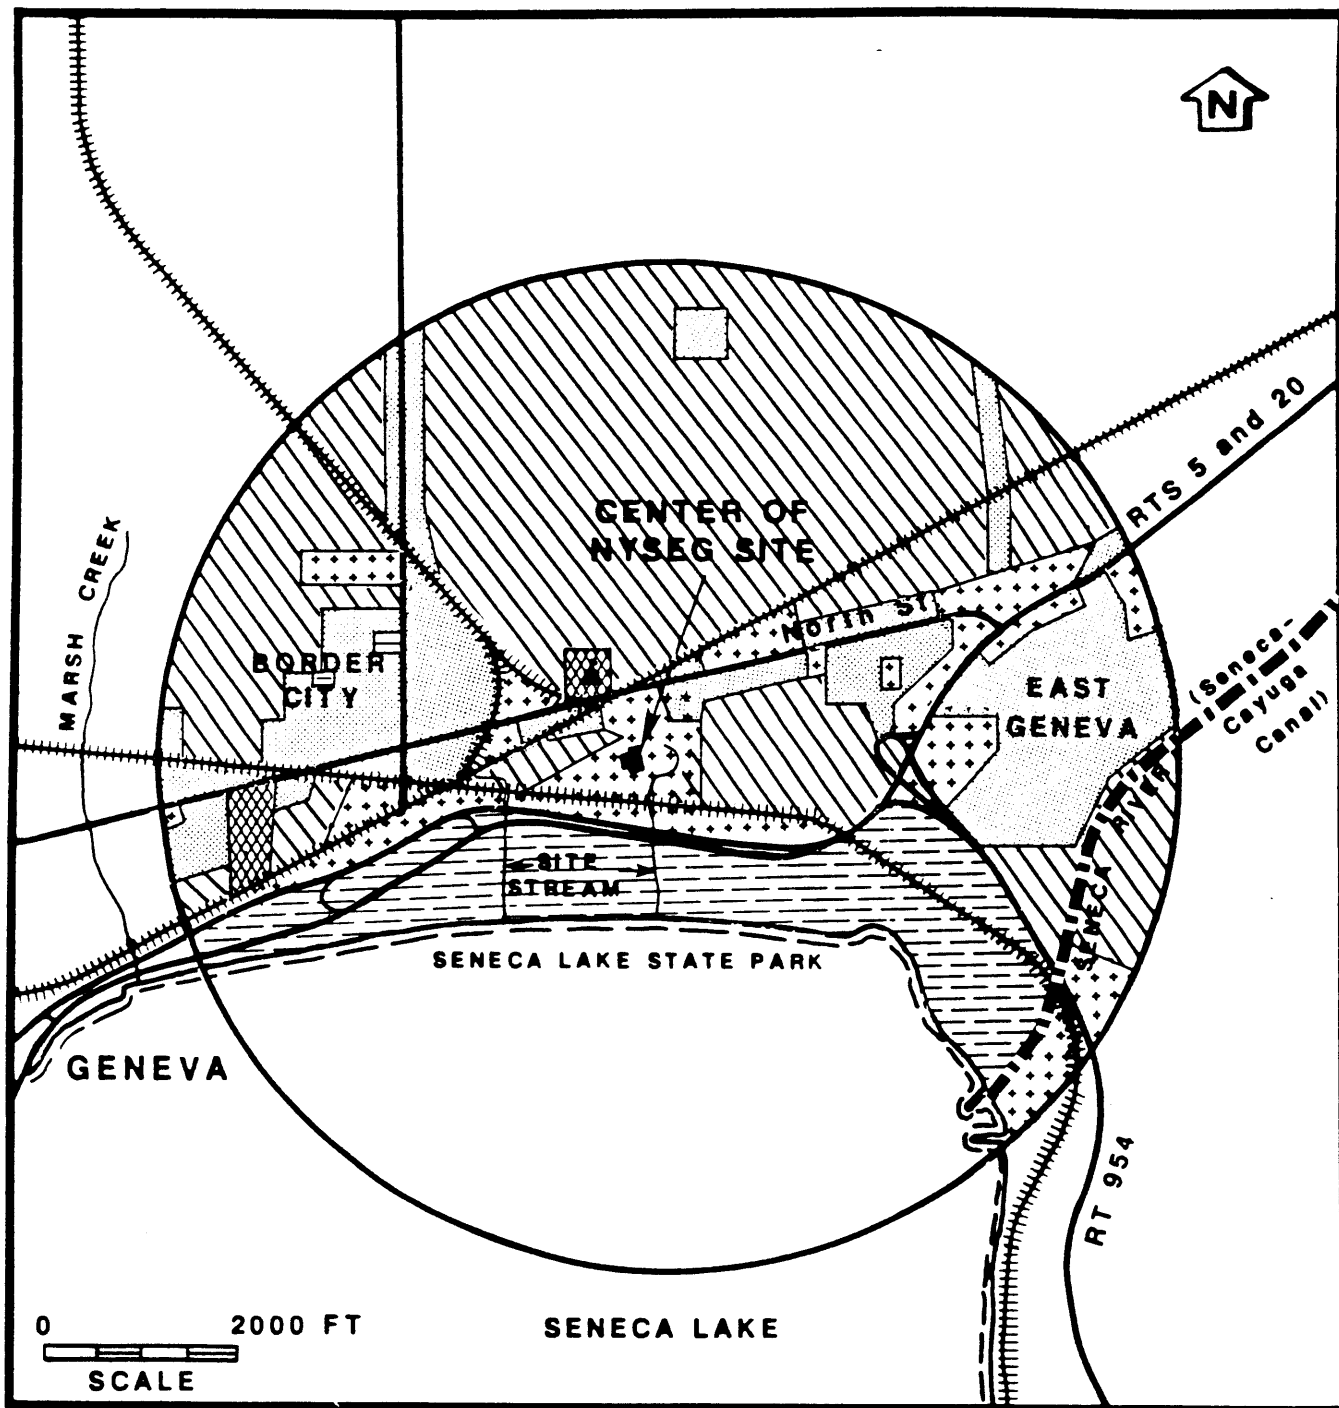 N
RTS 5 and 20
CENTER OF
NYSEG SITE
MARSH CREEK
North St
BORDER
CITY
EAST
GENEVA
(Seneca-
Cayuga
Canal)
SENECA RIVER
SITE
STREAM
SENECA LAKE STATE PARK
GENEVA
RT 954
0 2000 FT
SCALE
SENECA LAKE